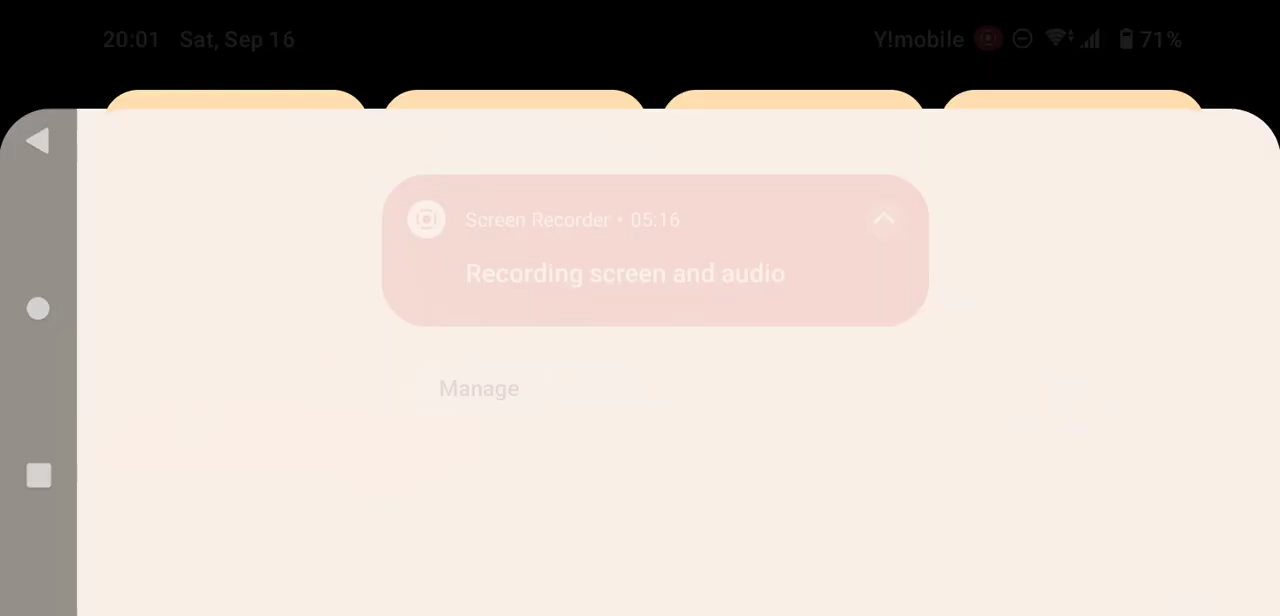 20:01 Sat, Sep 16 Y!mobile 71%
Screen Recorder • 05:16
Recording screen and audio
Manage